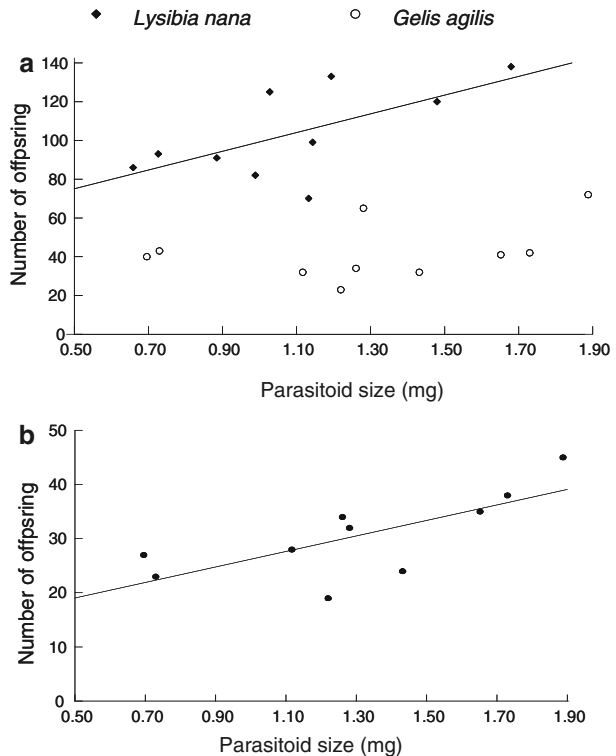 Lysibia nana Gelis agilis
a
140
120
100
80
60
40
20
0
Number of offpsring
0.50 0.70 0.90 1.10 1.30 1.50 1.70 1.90
Parasitoid size (mg)
b
50
40
30
20
10
0
Number of offpsring
0.50 0.70 0.90 1.10 1.30 1.50 1.70 1.90
Parasitoid size (mg)